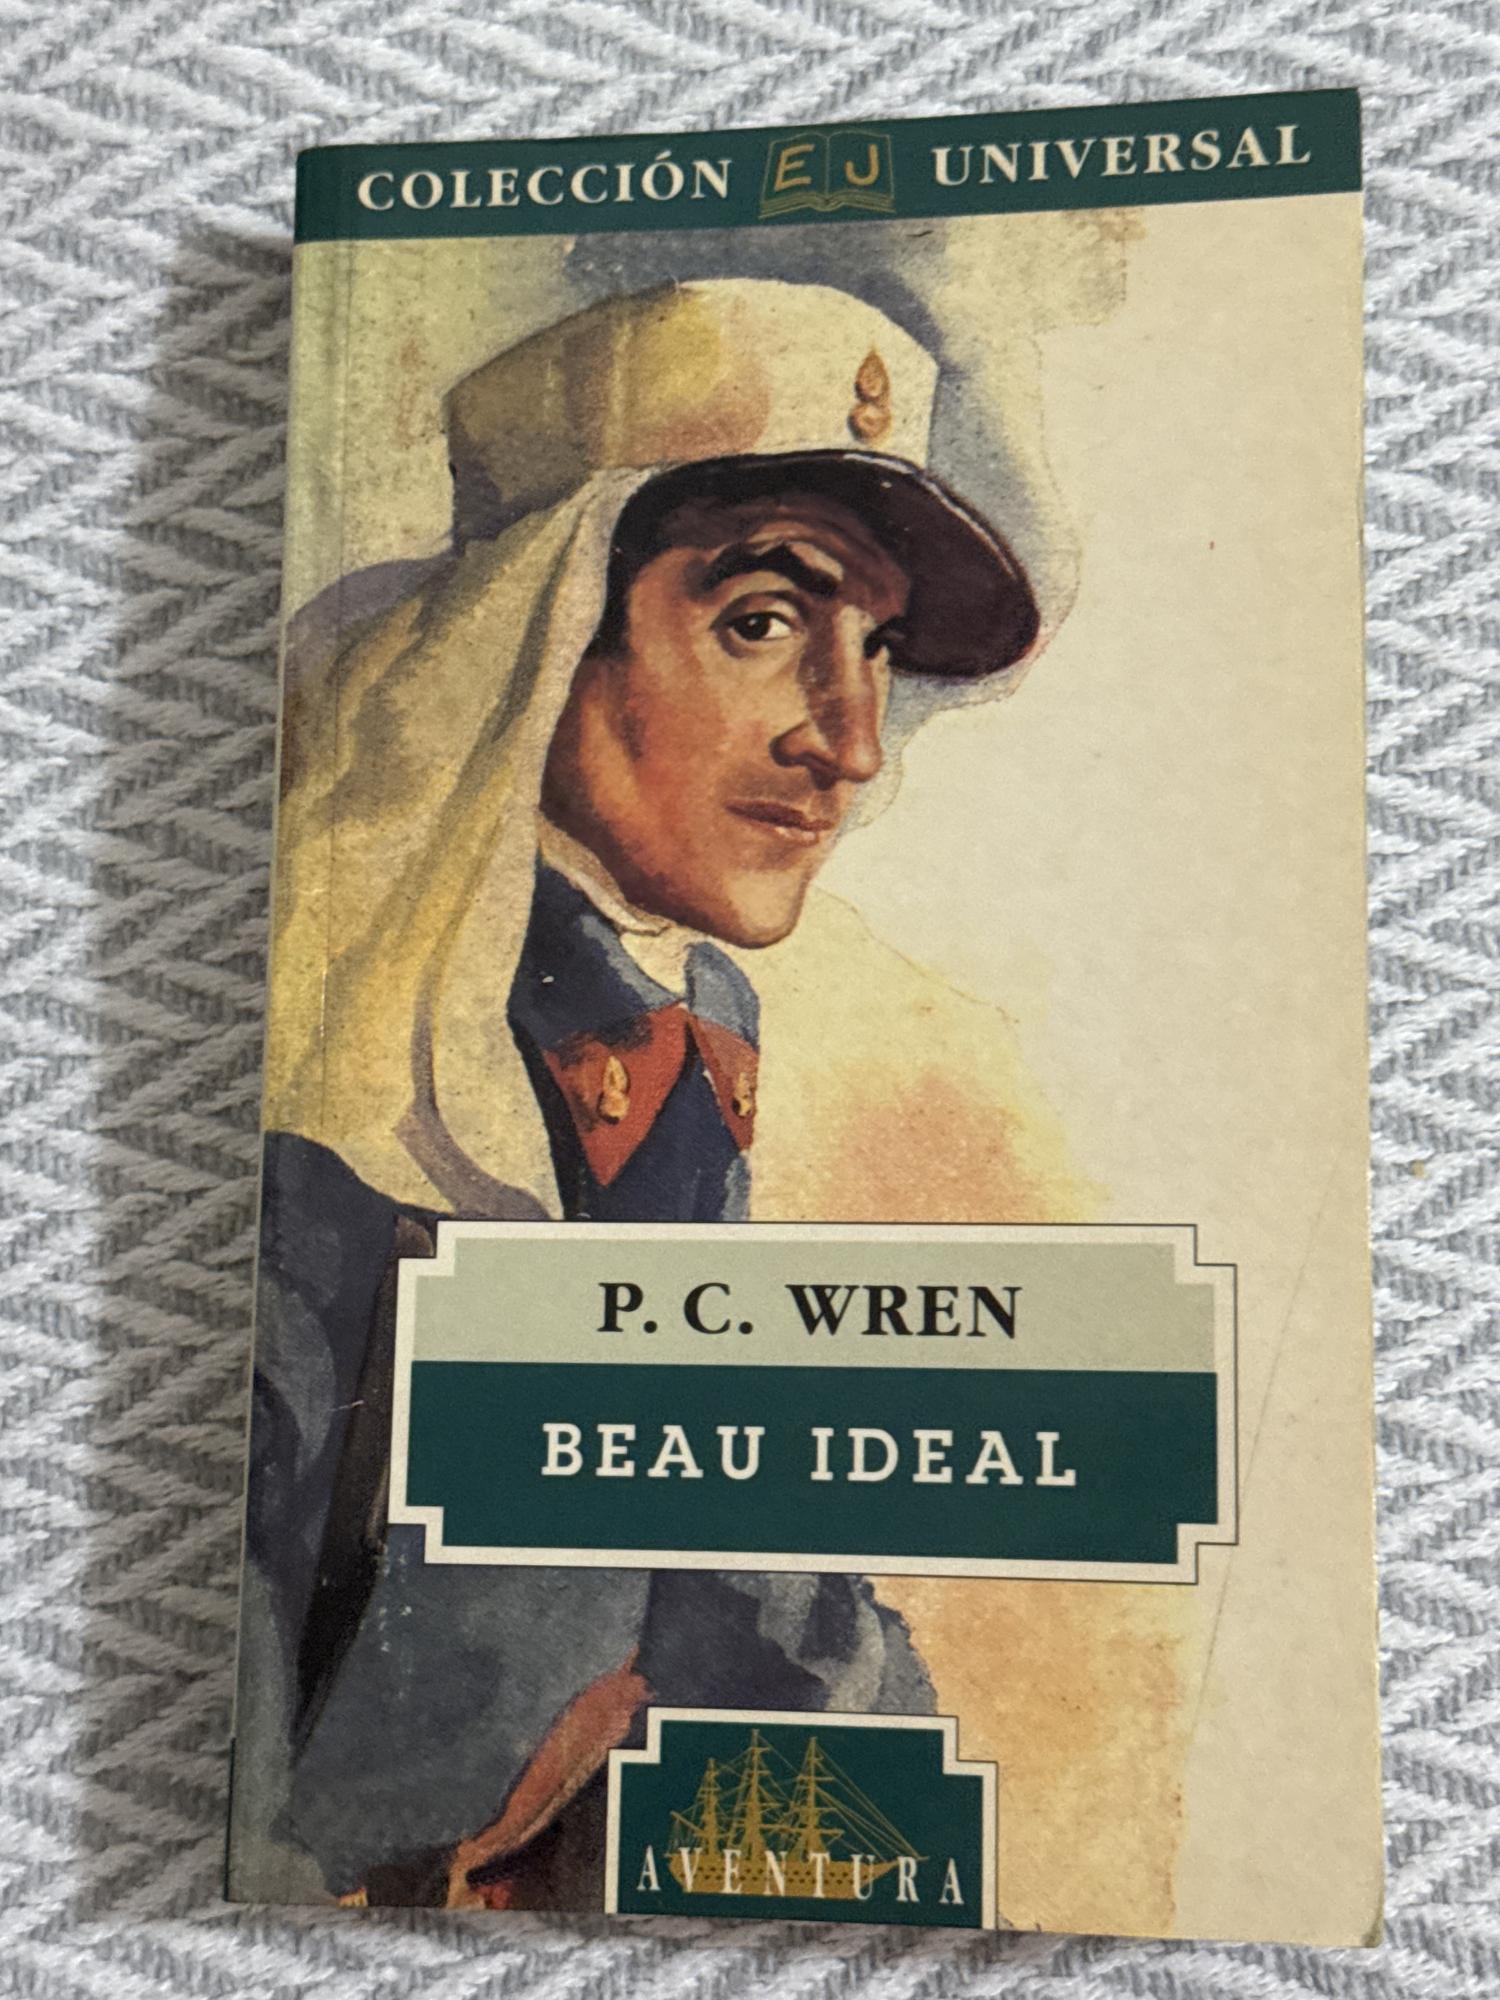 COLECCIÓN EJ UNIVERSAL
P. C. WREN
BEAU IDEAL
AVENTURA